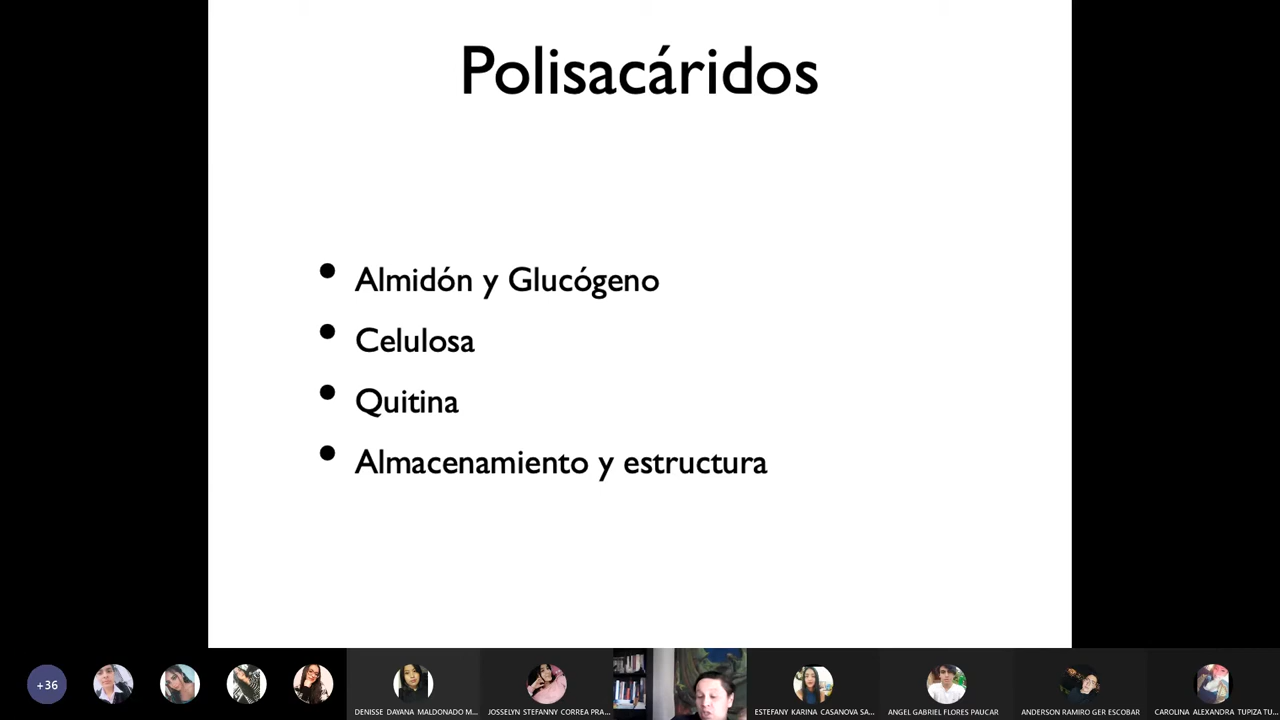 Polisacáridos
• Almidón y Glucógeno
• Celulosa
• Quitina
• Almacenamiento y estructura
+36
DENISSE DAYANA MALDONADO M...
JOSSELYN STEFANNY CORREA PRA...
ESTEFANY KARINA CASANOVA SA...
ANGEL GABRIEL FLORES PAUCAR
ANDERSON RAMIRO GER ESCOBAR
CAROLINA ALEXANDRA TUPIZA TU...